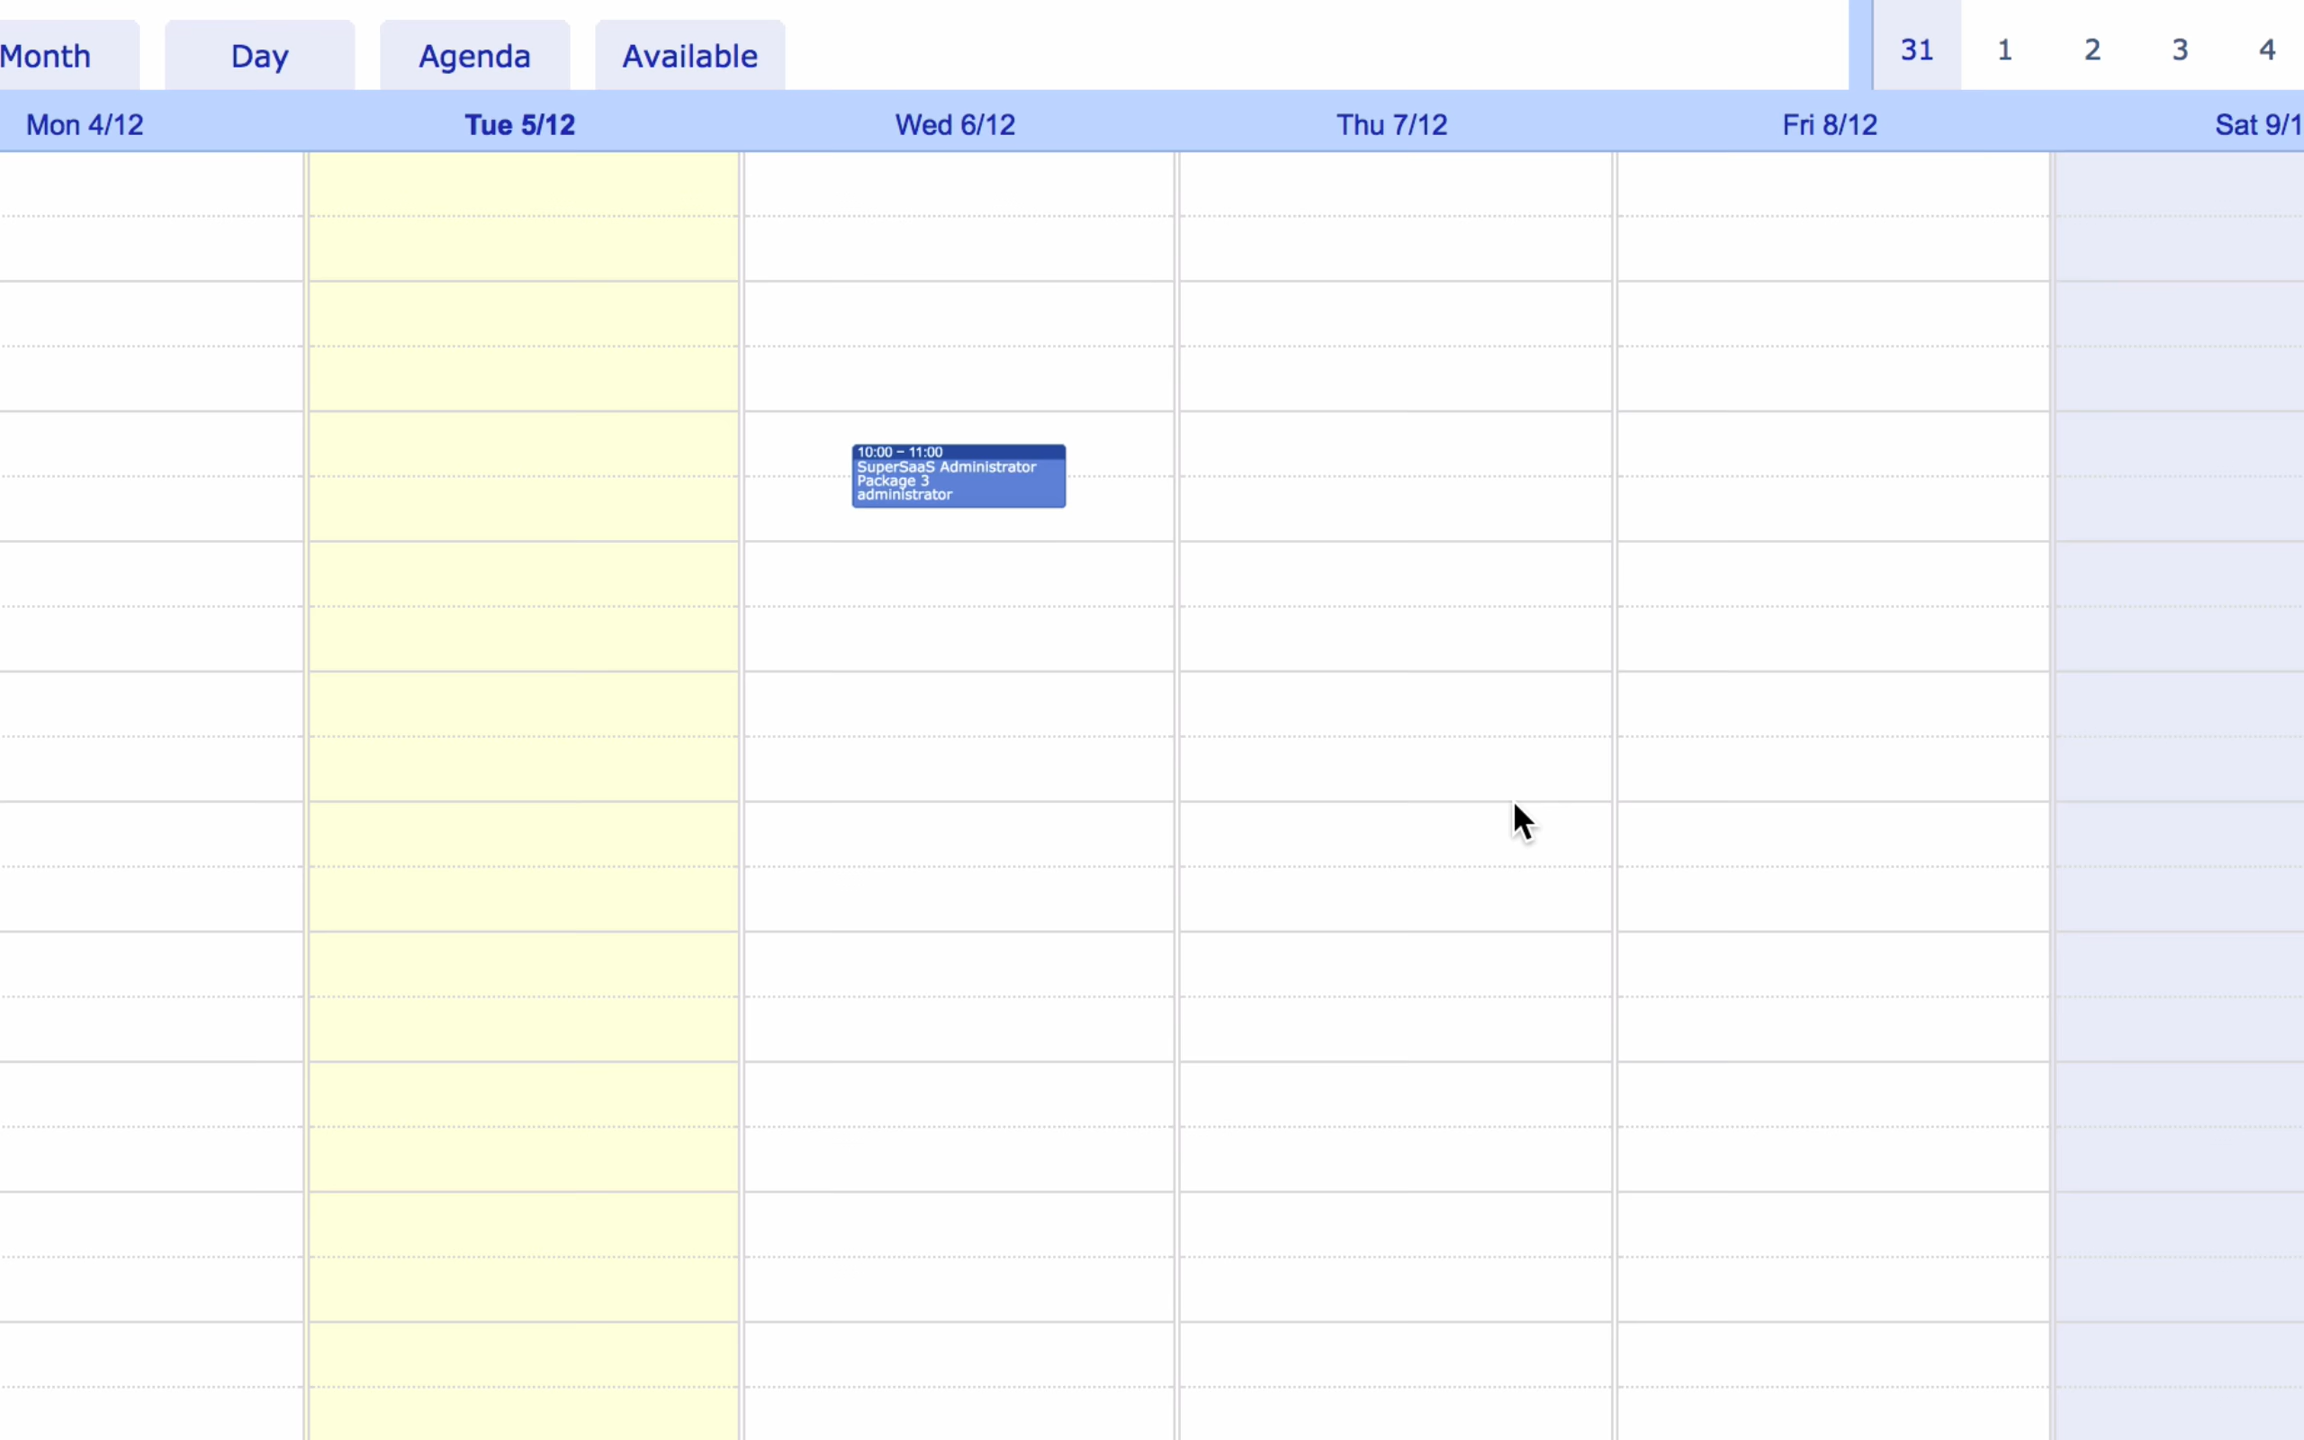 Month Day Agenda Available 31 1 2 3 4
Mon 4/12 Tue 5/12 Wed 6/12 Thu 7/12 Fri 8/12 Sat 9/1
10:00 – 11:00
SuperSaaS Administrator
Package 3
administrator